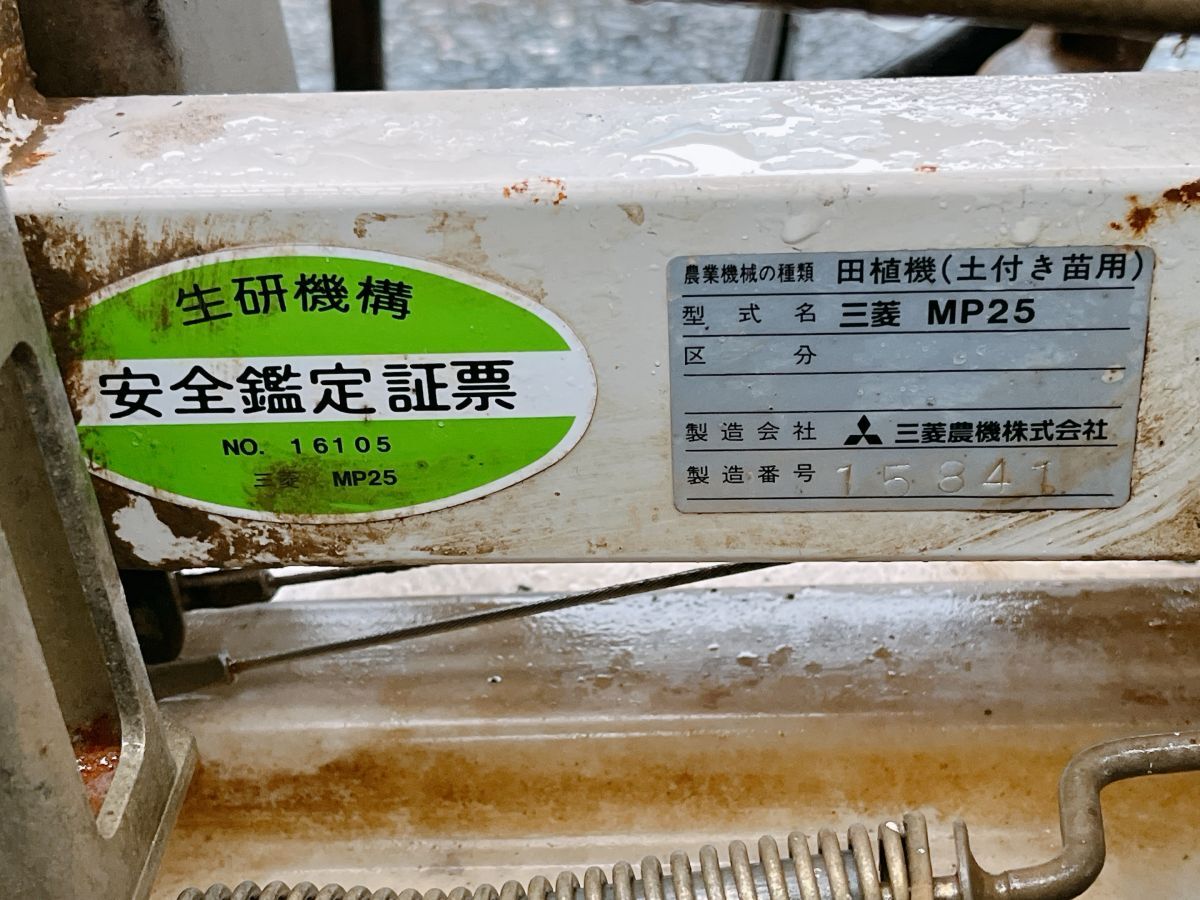 生研機構
安全鑑定証票
NO. 16105
三菱 MP25
農業機械の種類 田植機(土付き苗用)
型式名 三菱 MP25
区分
製造会社 三菱農機株式会社
製造番号 15841